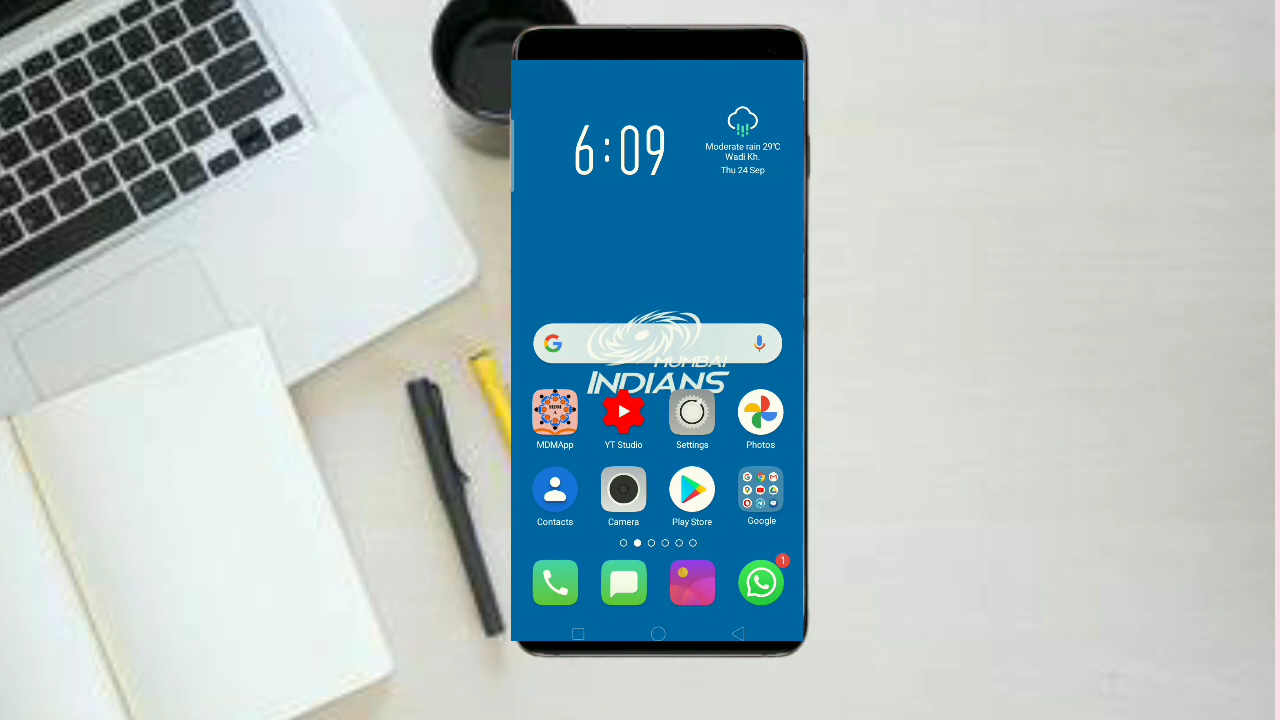 6:09
Moderate rain 29℃
Wadi Kh.
Thu 24 Sep
MUMBAI
INDIANS
MDM
A
MDMApp
YT Studio
Settings
Photos
Contacts
Camera
Play Store
Google
1